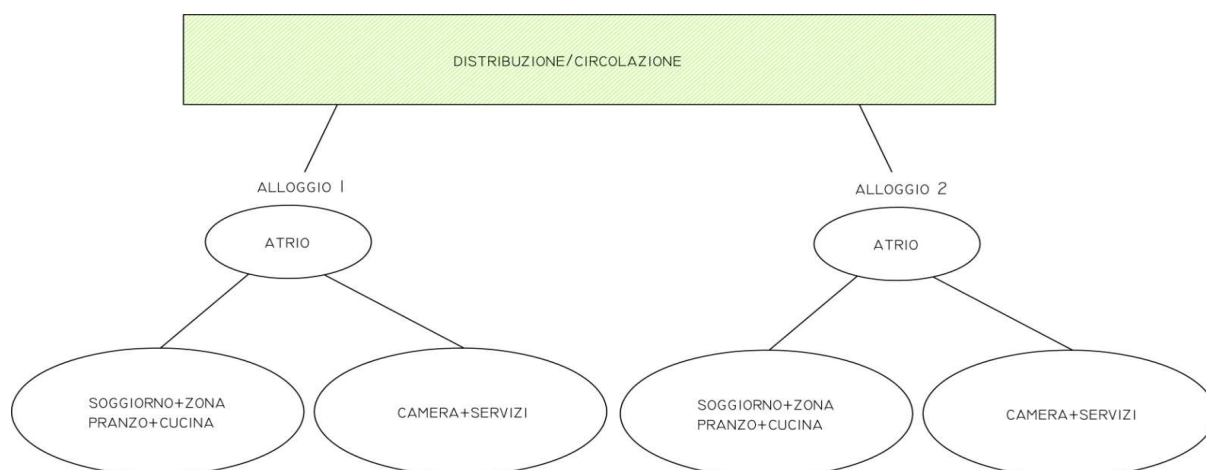 DISTRIBUZIONE/CIRCOLAZIONE
ALLOGGIO 1
ALLOGGIO 2
ATRIO
ATRIO
SOGGIORNO+ZONA
PRANZO+CUCINA
CAMERA+SERVIZI
SOGGIORNO+ZONA
PRANZO+CUCINA
CAMERA+SERVIZI